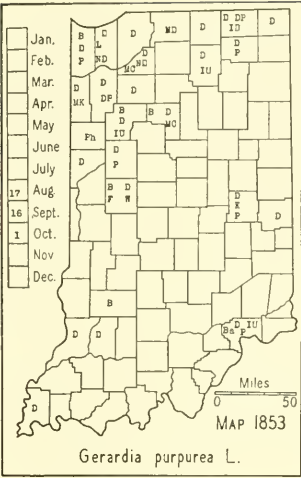 Jan.
Feb.
Mar.
Apr.
May
June
July
17 Aug
16 Sept.
1 Oct.
Nov
Dec.
B D D MD D D DP D
D L ID
P ND ND D D
MC IU P
D D D
MK DP
B B D
D MC
IU
Fh D
D P
B D
F W
D
K
P D
B
D D
D IU
Ba P
D
Miles
0 50
MAP 1853
Gerardia purpurea L.